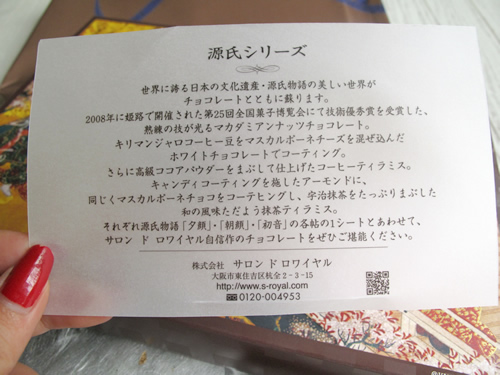 源氏シリーズ
世界に誇る日本の文化遺産・源氏物語の美しい世界が
チョコレートとともに蘇ります。
2008年に姫路で開催された第25回全国菓子博覧会にて技術優秀賞を受賞した、
熟練の技が光るマカダミアンナッツチョコレート。
キリマンジャロコーヒー豆をマスカルポーネチーズを混ぜ込んだ
ホワイトチョコレートでコーティング。
さらに高級ココアパウダーをまぶして仕上げたコーヒーティラミス。
キャンディコーティングを施したアーモンドに、
同じくマスカルポーネチョコをコーテヒングし、宇治抹茶をたっぷりまぶした
和の風味ただよう抹茶ティラミス。
それぞれ源氏物語「夕顔」・「朝顔」・「初音」の各帖の1シートとあわせて、
サロン ド ロワイヤル自信作のチョコレートをぜひご堪能ください。
株式会社 サロン ド ロワイヤル
大阪市東住吉区杭全2-3-15
http://www.s-royal.com
0120-004953